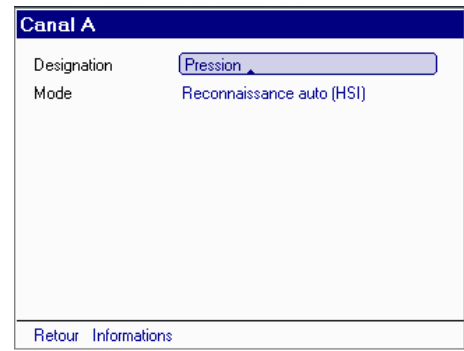 Canal A
Designation Pression
Mode Reconnaissance auto (HSI)
Retour Informations